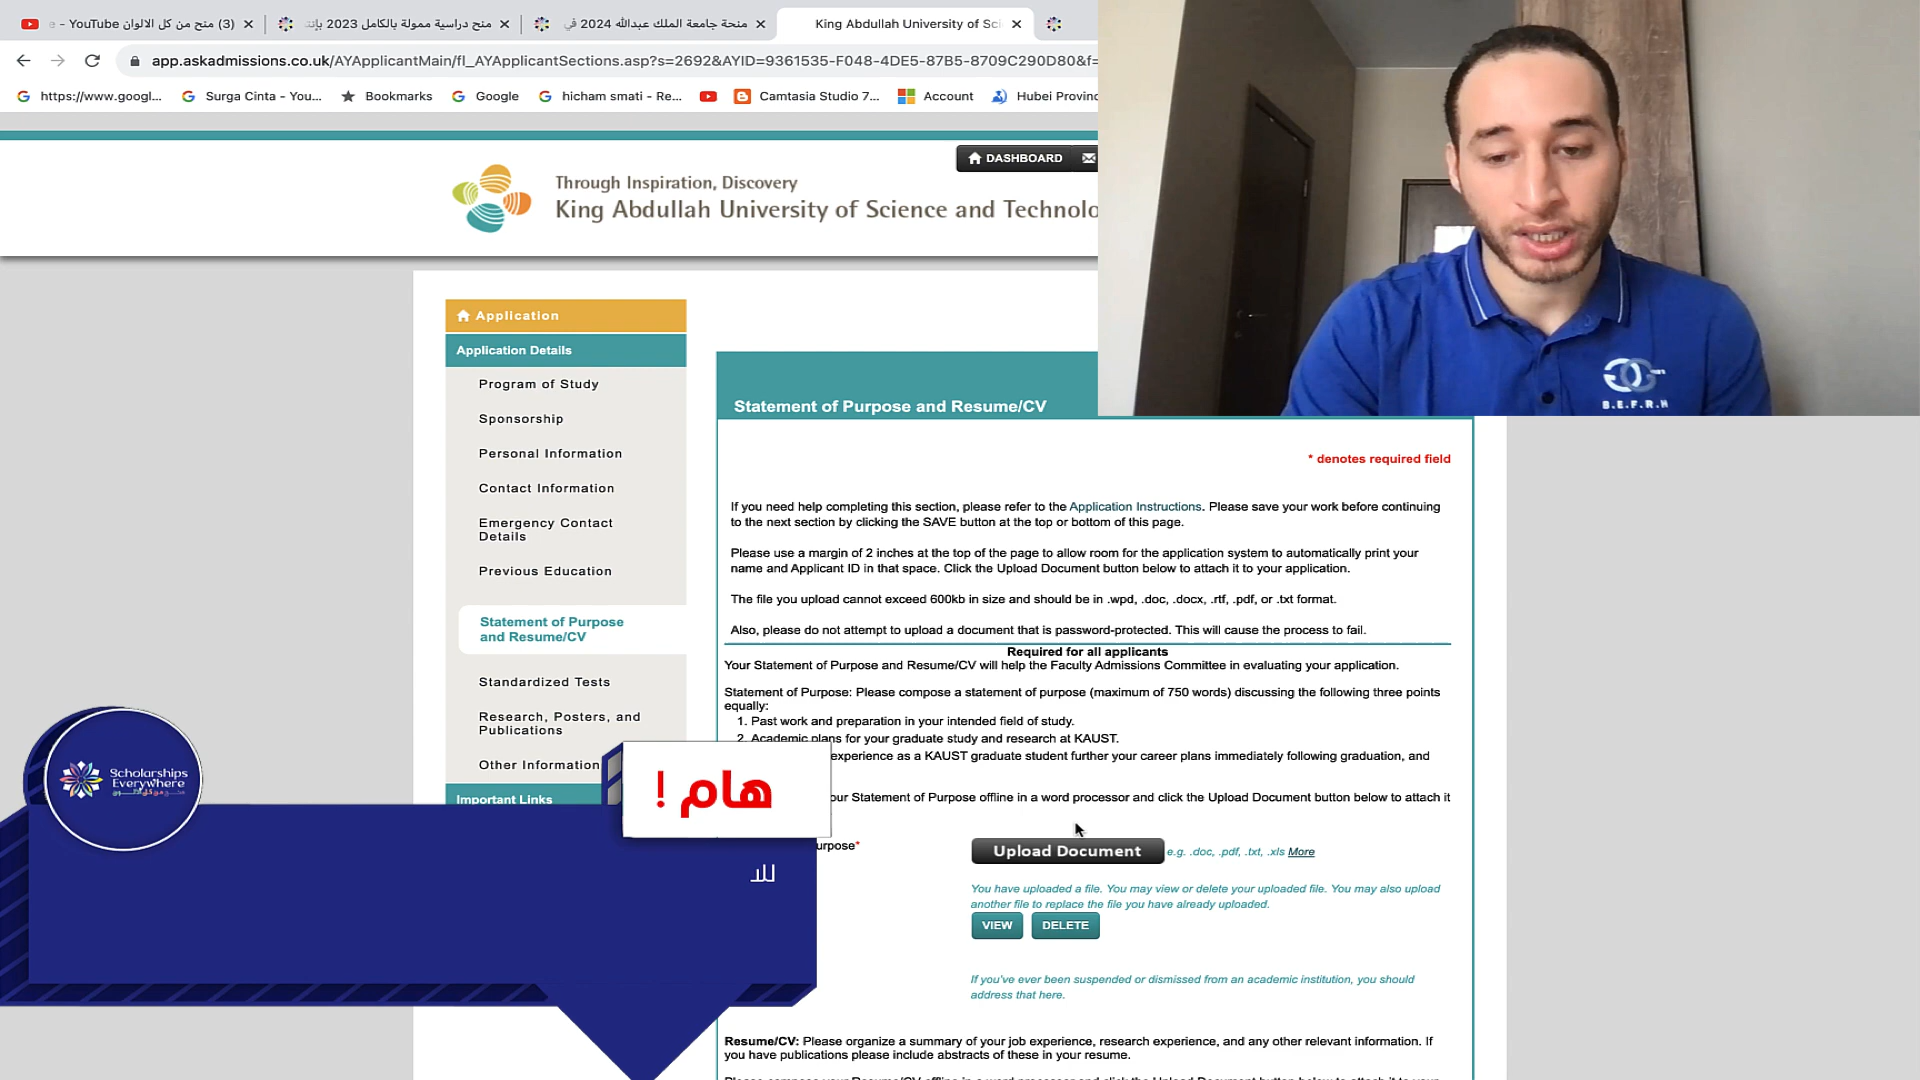 (3) منح من كل الالوان - YouTube
منح دراسية ممولة بالكامل 2023
منحة جامعة الملك عبدالله 2024 في
King Abdullah University of Sci
app.askadmissions.co.uk/AYApplicantMain/fl_AYApplicantSections.asp?s=2692&AYID=9361535-F048-4DE5-87B5-8709C290D80&f=
https://www.googl... Surga Cinta - You... Bookmarks Google hicham smati - Re... Camtasia Studio 7... Account Hubei Provinc
DASHBOARD
Through Inspiration, Discovery
King Abdullah University of Science and Technolo
Application
Application Details
Program of Study
Sponsorship
Personal Information
Contact Information
Emergency Contact
Details
Previous Education
Statement of Purpose
and Resume/CV
Standardized Tests
Research, Posters, and
Publications
Other Information
Important Links
Statement of Purpose and Resume/CV
* denotes required field
If you need help completing this section, please refer to the Application Instructions. Please save your work before continuing
to the next section by clicking the SAVE button at the top or bottom of this page.
Please use a margin of 2 inches at the top of the page to allow room for the application system to automatically print your
name and Applicant ID in that space. Click the Upload Document button below to attach it to your application.
The file you upload cannot exceed 600kb in size and should be in .wpd, .doc, .docx, .rtf, .pdf, or .txt format.
Also, please do not attempt to upload a document that is password-protected. This will cause the process to fail.
Required for all applicants
Your Statement of Purpose and Resume/CV will help the Faculty Admissions Committee in evaluating your application.
Statement of Purpose: Please compose a statement of purpose (maximum of 750 words) discussing the following three points
equally:
1. Past work and preparation in your intended field of study.
2. Academic plans for your graduate study and research at KAUST.
experience as a KAUST graduate student further your career plans immediately following graduation, and
our Statement of Purpose offline in a word processor and click the Upload Document button below to attach it
urpose*
Upload Document e.g. .doc, .pdf, .txt, .xls More
You have uploaded a file. You may view or delete your uploaded file. You may also upload
another file to replace the file you have already uploaded.
VIEW DELETE
If you've ever been suspended or dismissed from an academic institution, you should
address that here.
Resume/CV: Please organize a summary of your job experience, research experience, and any other relevant information. If
you have publications please include abstracts of these in your resume.
هام !
Scholarships
Everywhere
منح من كل الالوان
B.E.F.R.H